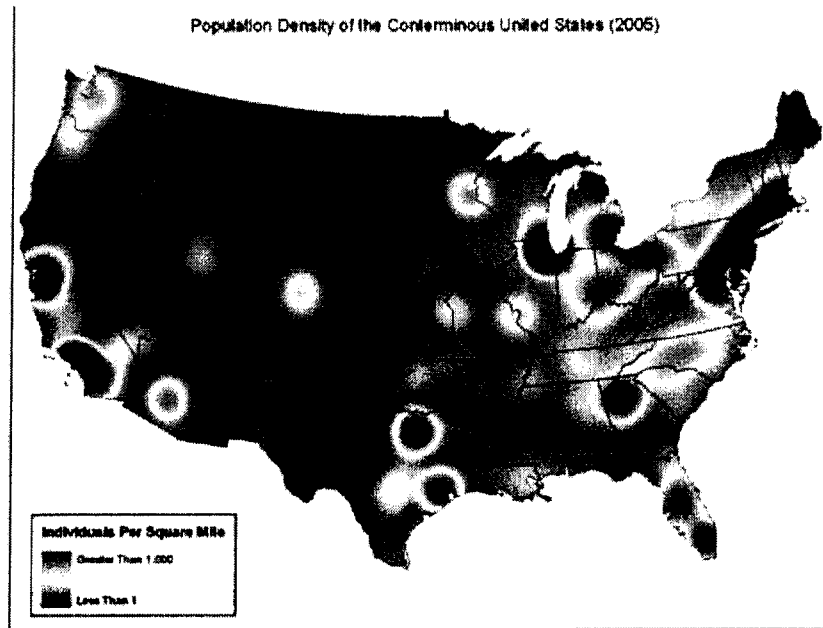 Population Density of the Conterminous United States (2005)
Individuals Per Square Mile
Greater Than 1,000
Less Than 1